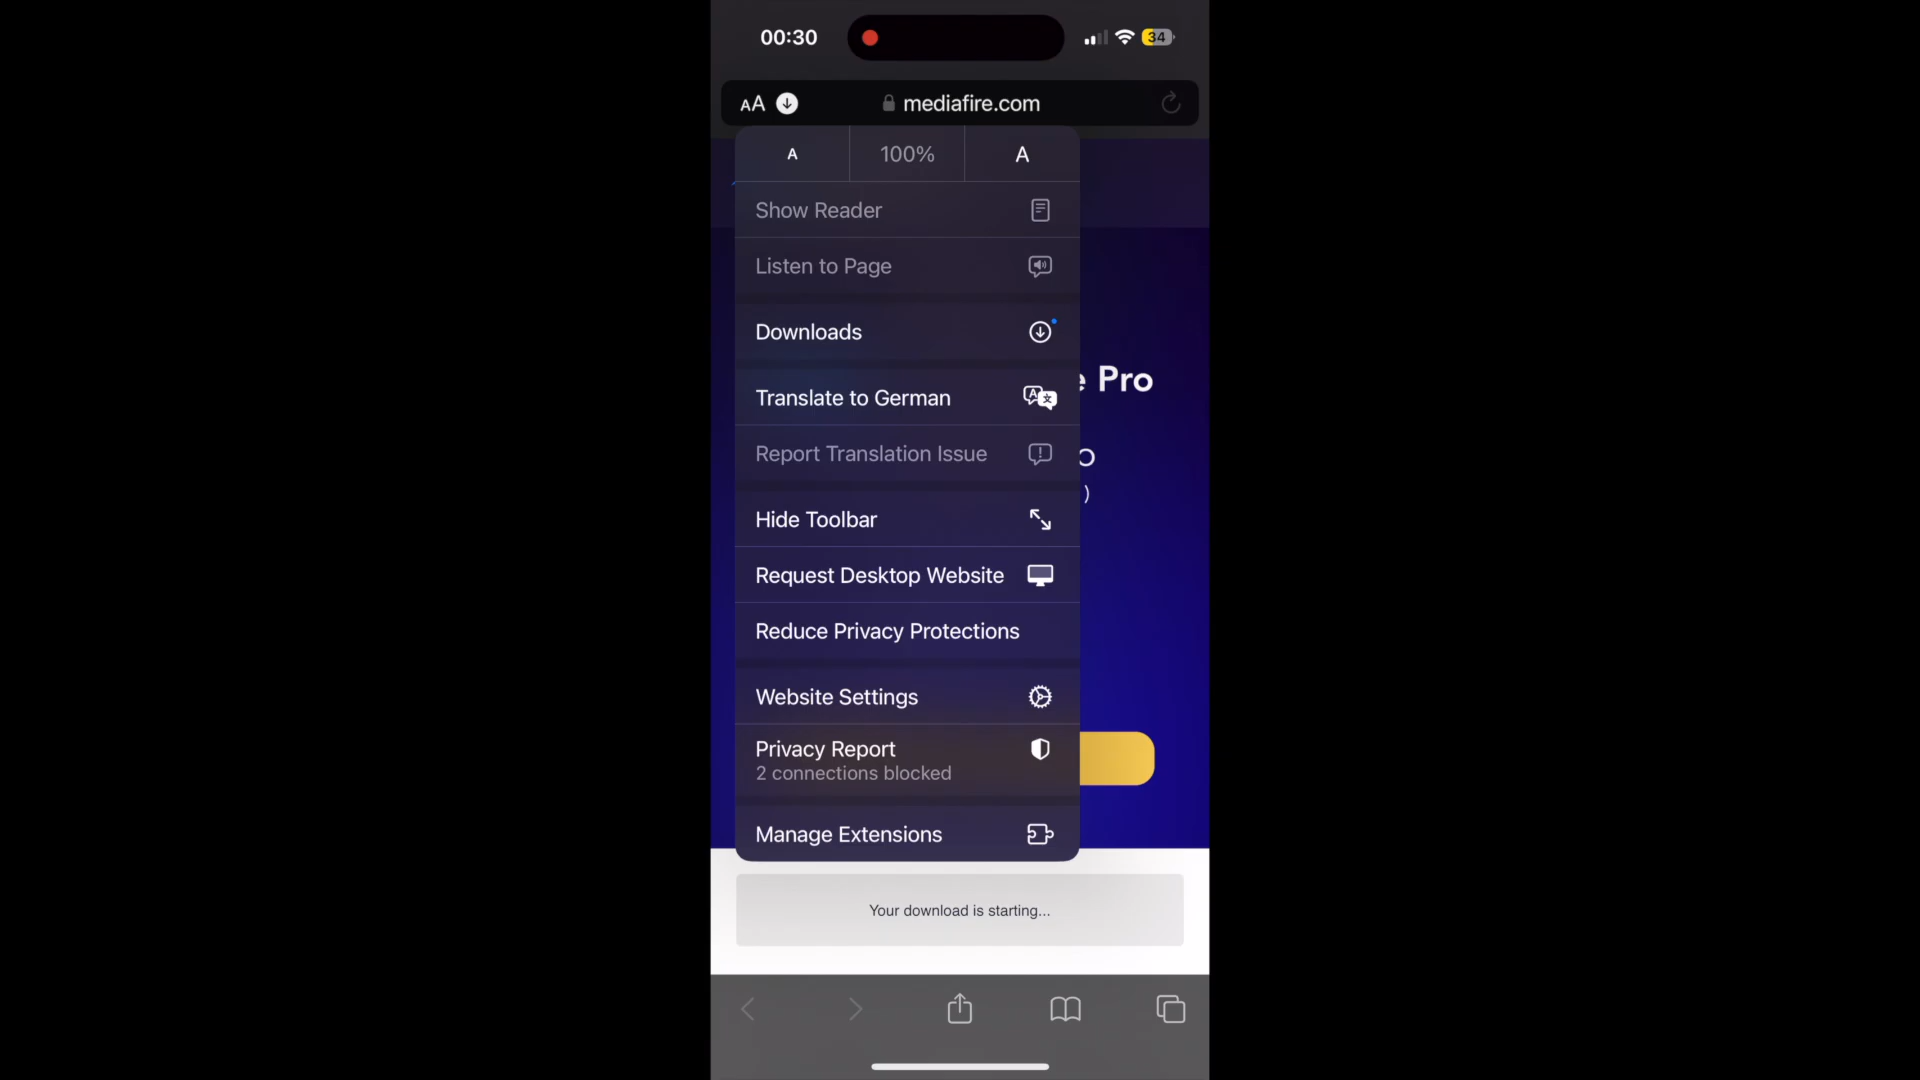 00:30
34
AA
mediafire.com
A
100%
A
Show Reader
Listen to Page
Downloads
Translate to German
Report Translation Issue
Hide Toolbar
Request Desktop Website
Reduce Privacy Protections
Website Settings
Privacy Report
2 connections blocked
Manage Extensions
Pro
)
Your download is starting...